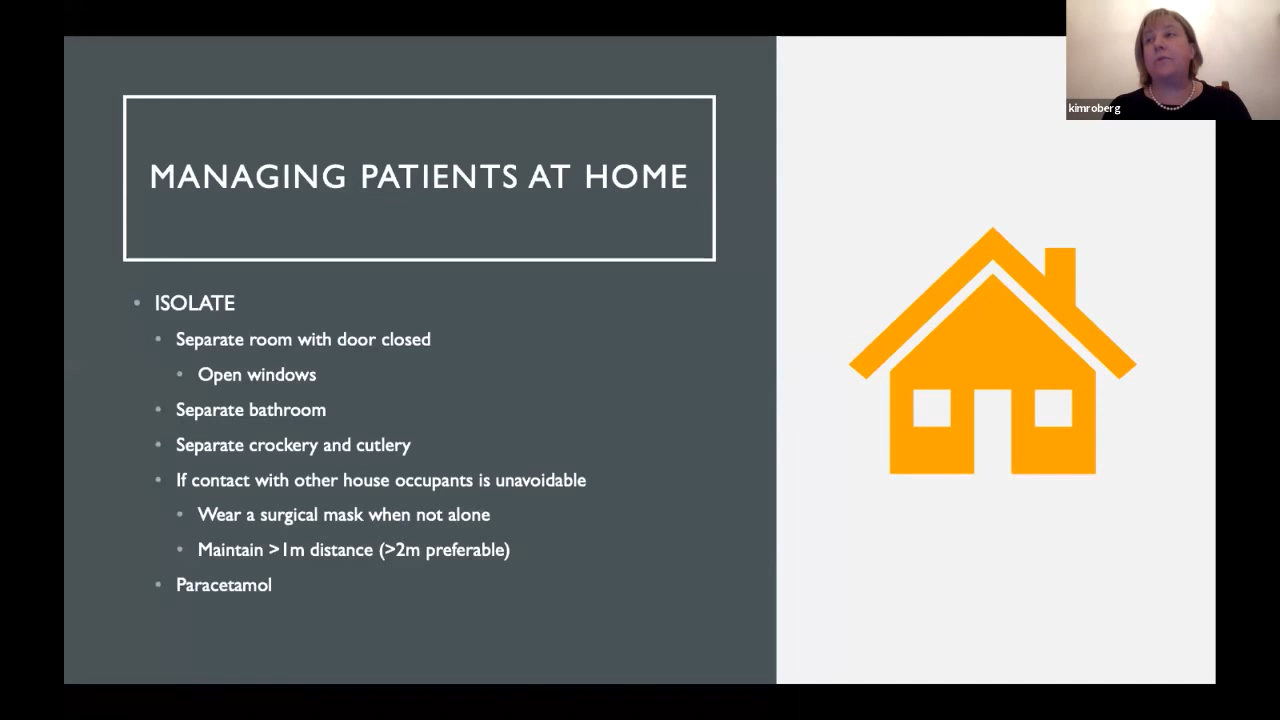 kimroberg
MANAGING PATIENTS AT HOME
ISOLATE
Separate room with door closed
Open windows
Separate bathroom
Separate crockery and cutlery
If contact with other house occupants is unavoidable
Wear a surgical mask when not alone
Maintain >1m distance (>2m preferable)
Paracetamol